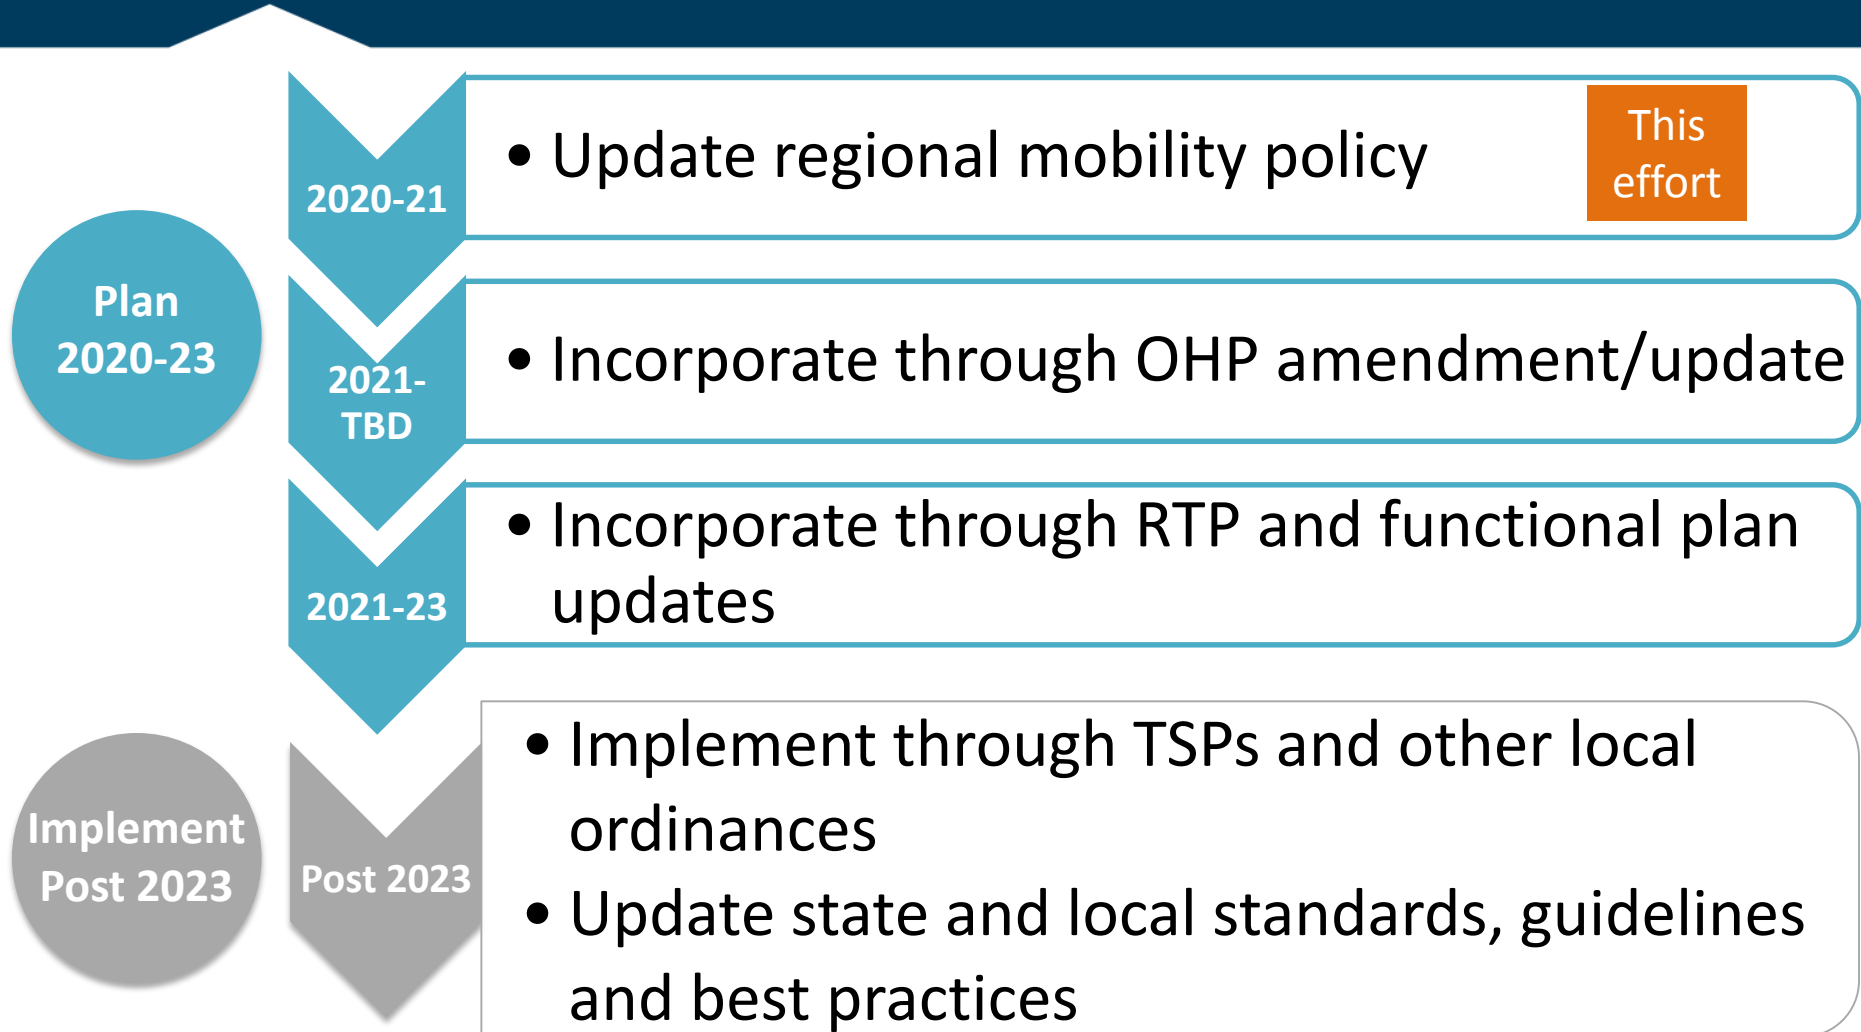 2020-21
• Update regional mobility policy
This
effort
Plan
2020-23
2021-
TBD
• Incorporate through OHP amendment/update
2021-23
• Incorporate through RTP and functional plan
updates
Implement
Post 2023
Post 2023
• Implement through TSPs and other local
ordinances
• Update state and local standards, guidelines
and best practices